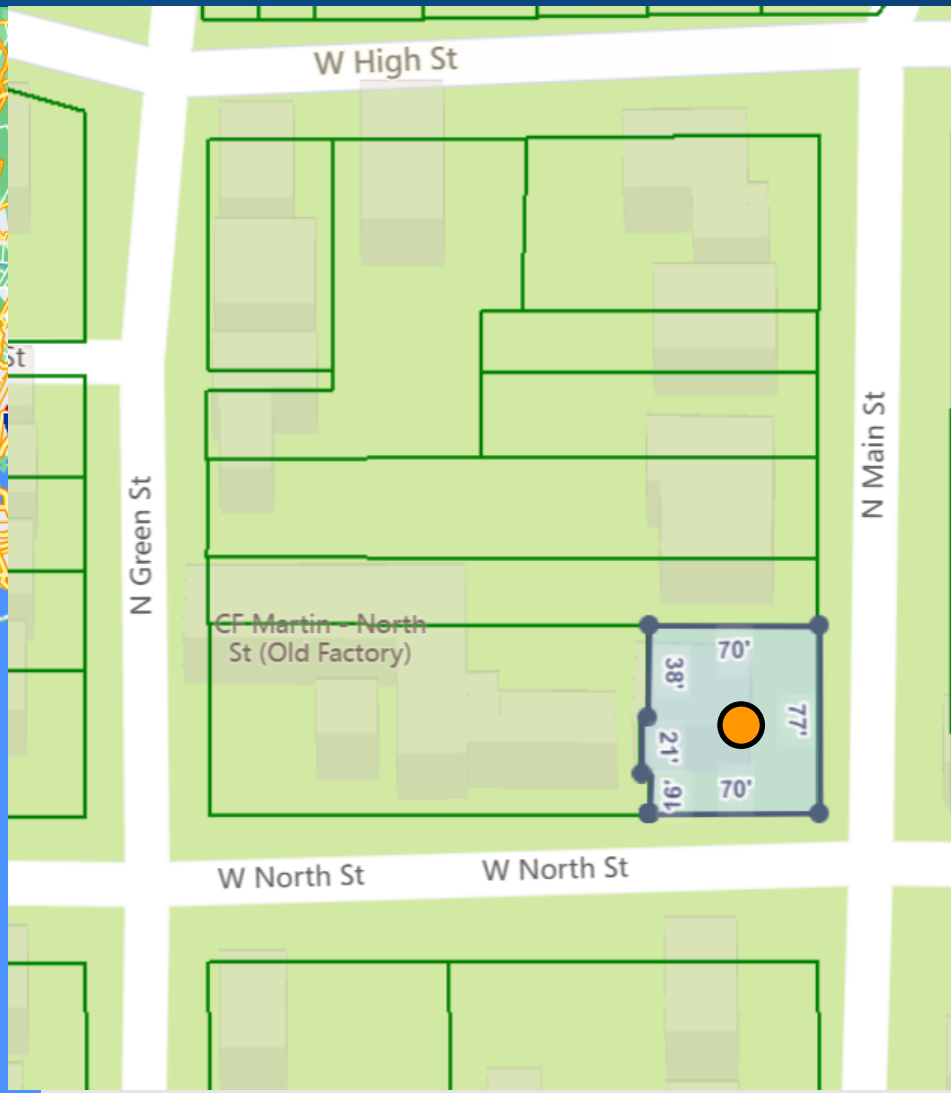 W High St
St
N Main St
N Green St
CF Martin - North
St (Old Factory)
70'
38'
77'
21'
16'
70'
W North St
W North St